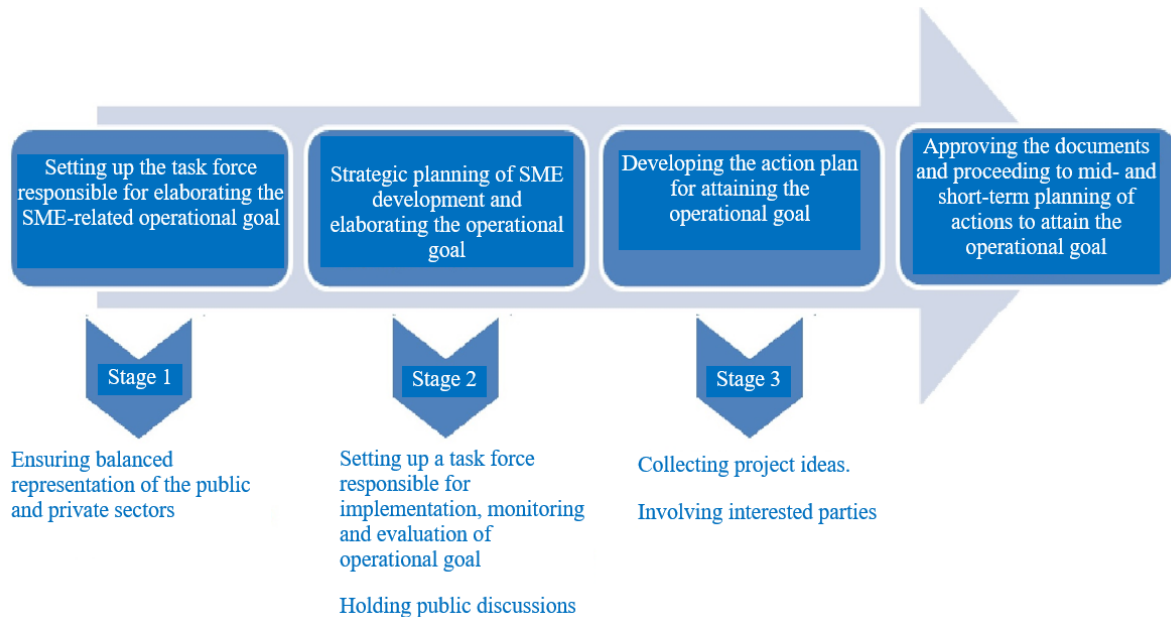 Setting up the task force
responsible for elaborating the
SME-related operational goal
Strategic planning of SME
development and
elaborating the operational
goal
Developing the action plan
for attaining the
operational goal
Approving the documents
and proceeding to mid- and
short-term planning of
actions to attain the
operational goal
Stage 1
Stage 2
Stage 3
Ensuring balanced
representation of the public
and private sectors
Setting up a task force
responsible for
implementation, monitoring
and evaluation of
operational goal
Holding public discussions
Collecting project ideas.
Involving interested parties